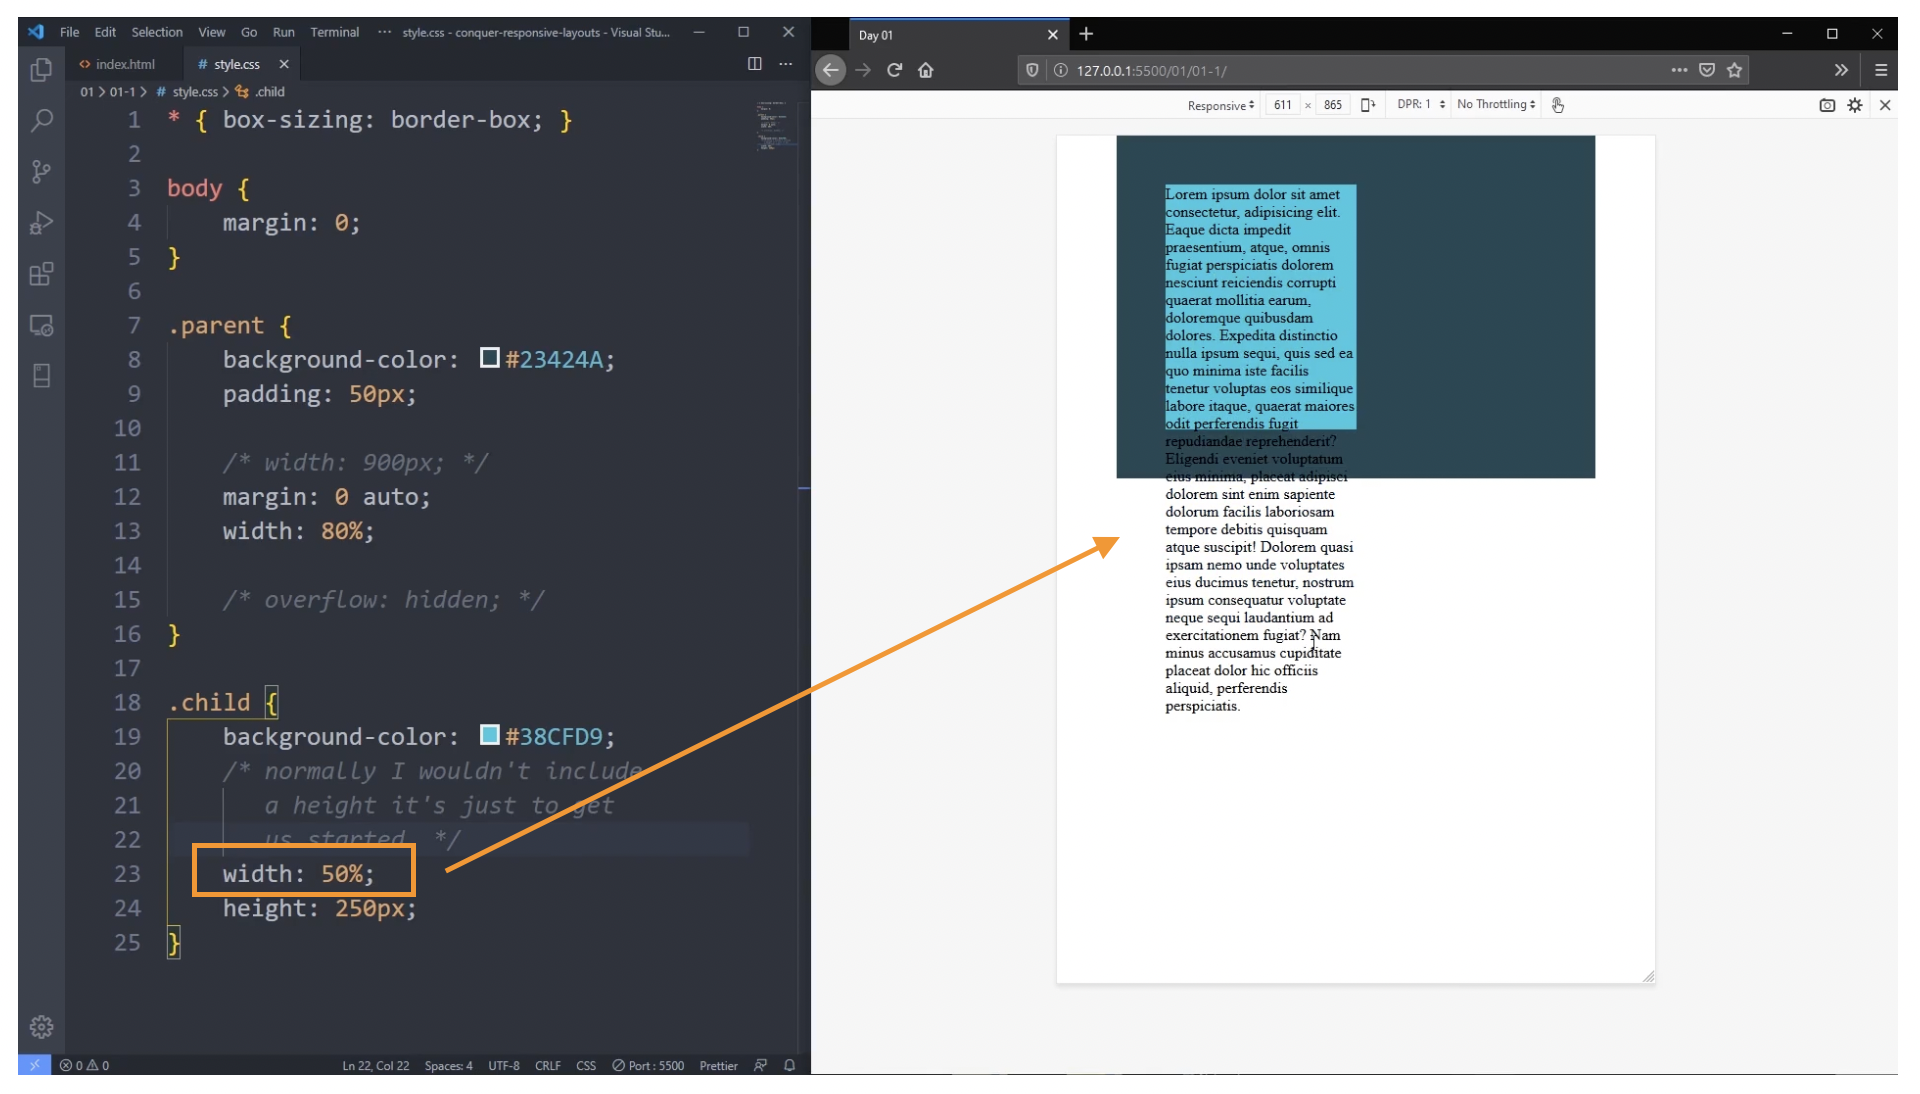 File Edit Selection View Go Run Terminal ··· style.css - conquer-responsive-layouts - Visual Stu...
index.html # style.css
01 > 01-1 > # style.css > .child
1 * { box-sizing: border-box; }
2
3 body {
4 margin: 0;
5 }
6
7 .parent {
8 background-color: #23424A;
9 padding: 50px;
10
11 /* width: 900px; */
12 margin: 0 auto;
13 width: 80%;
14
15 /* overflow: hidden; */
16 }
17
18 .child {
19 background-color: #38CFD9;
20 /* normally I wouldn't include
21 a height it's just to get
22 us started */
23 width: 50%;
24 height: 250px;
25 }
0 0 Ln 22, Col 22 Spaces: 4 UTF-8 CRLF CSS Port : 5500 Prettier
Day 01
127.0.0.1:5500/01/01-1/
Responsive 611 × 865 DPR: 1 No Throttling
Lorem ipsum dolor sit amet
consectetur, adipisicing elit.
Eaque dicta impedit
praesentium, atque, omnis
fugiat perspiciatis dolorem
nesciunt reiciendis corrupti
quaerat mollitia earum,
doloremque quibusdam
dolores. Expedita distinctio
nulla ipsum sequi, quis sed ea
quo minima iste facilis
tenetur voluptas eos similique
labore itaque, quaerat maiores
odit perferendis fugit
repudiandae reprehenderit?
Eligendi eveniet voluptatum
eius minima, placeat adipisci
dolorem sint enim sapiente
dolorum facilis laboriosam
tempore debitis quisquam
atque suscipit! Dolorem quasi
ipsam nemo unde voluptates
eius ducimus tenetur, nostrum
ipsum consequatur voluptate
neque sequi laudantium ad
exercitationem fugiat? Nam
minus accusamus cupiditate
placeat dolor hic officiis
aliquid, perferendis
perspiciatis.